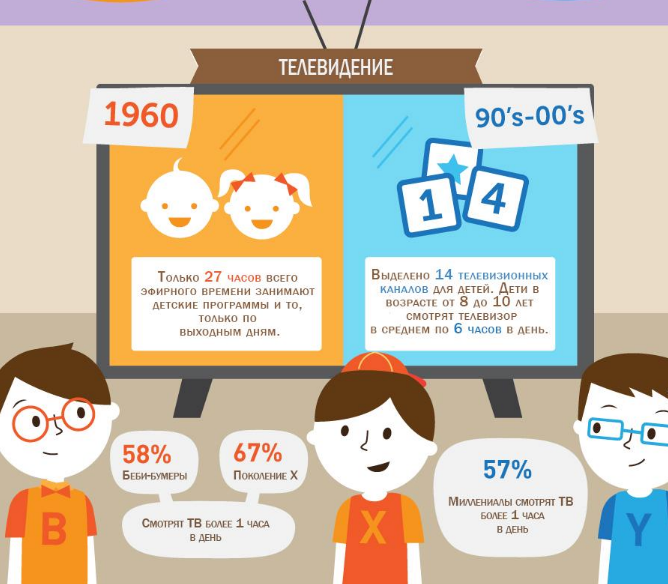 ТЕЛЕВИДЕНИЕ
1960
90's-00's
1 4
Только 27 часов всего
эфирного времени занимают
детские программы и то,
только по
выходным дням.
Выделено 14 телевизионных
каналов для детей. Дети в
возрасте от 8 до 10 лет
смотрят телевизор
в среднем по 6 часов в день.
58%
Беби-бумеры
67%
Поколение X
Смотрят ТВ более 1 часа
в день
57%
Миллениалы смотрят ТВ
более 1 часа
в день
B
X
Y